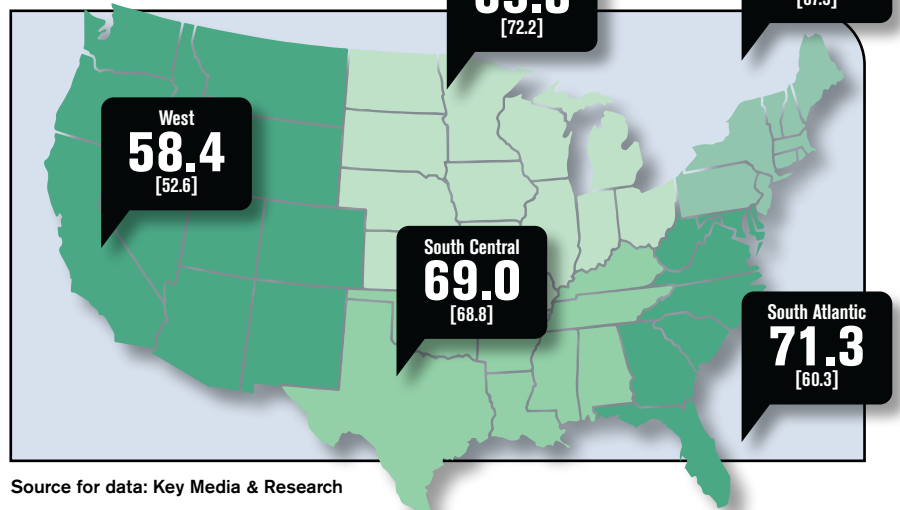 [72.2]
West
58.4
[52.6]
South Central
69.0
[68.8]
South Atlantic
71.3
[60.3]
Source for data: Key Media & Research